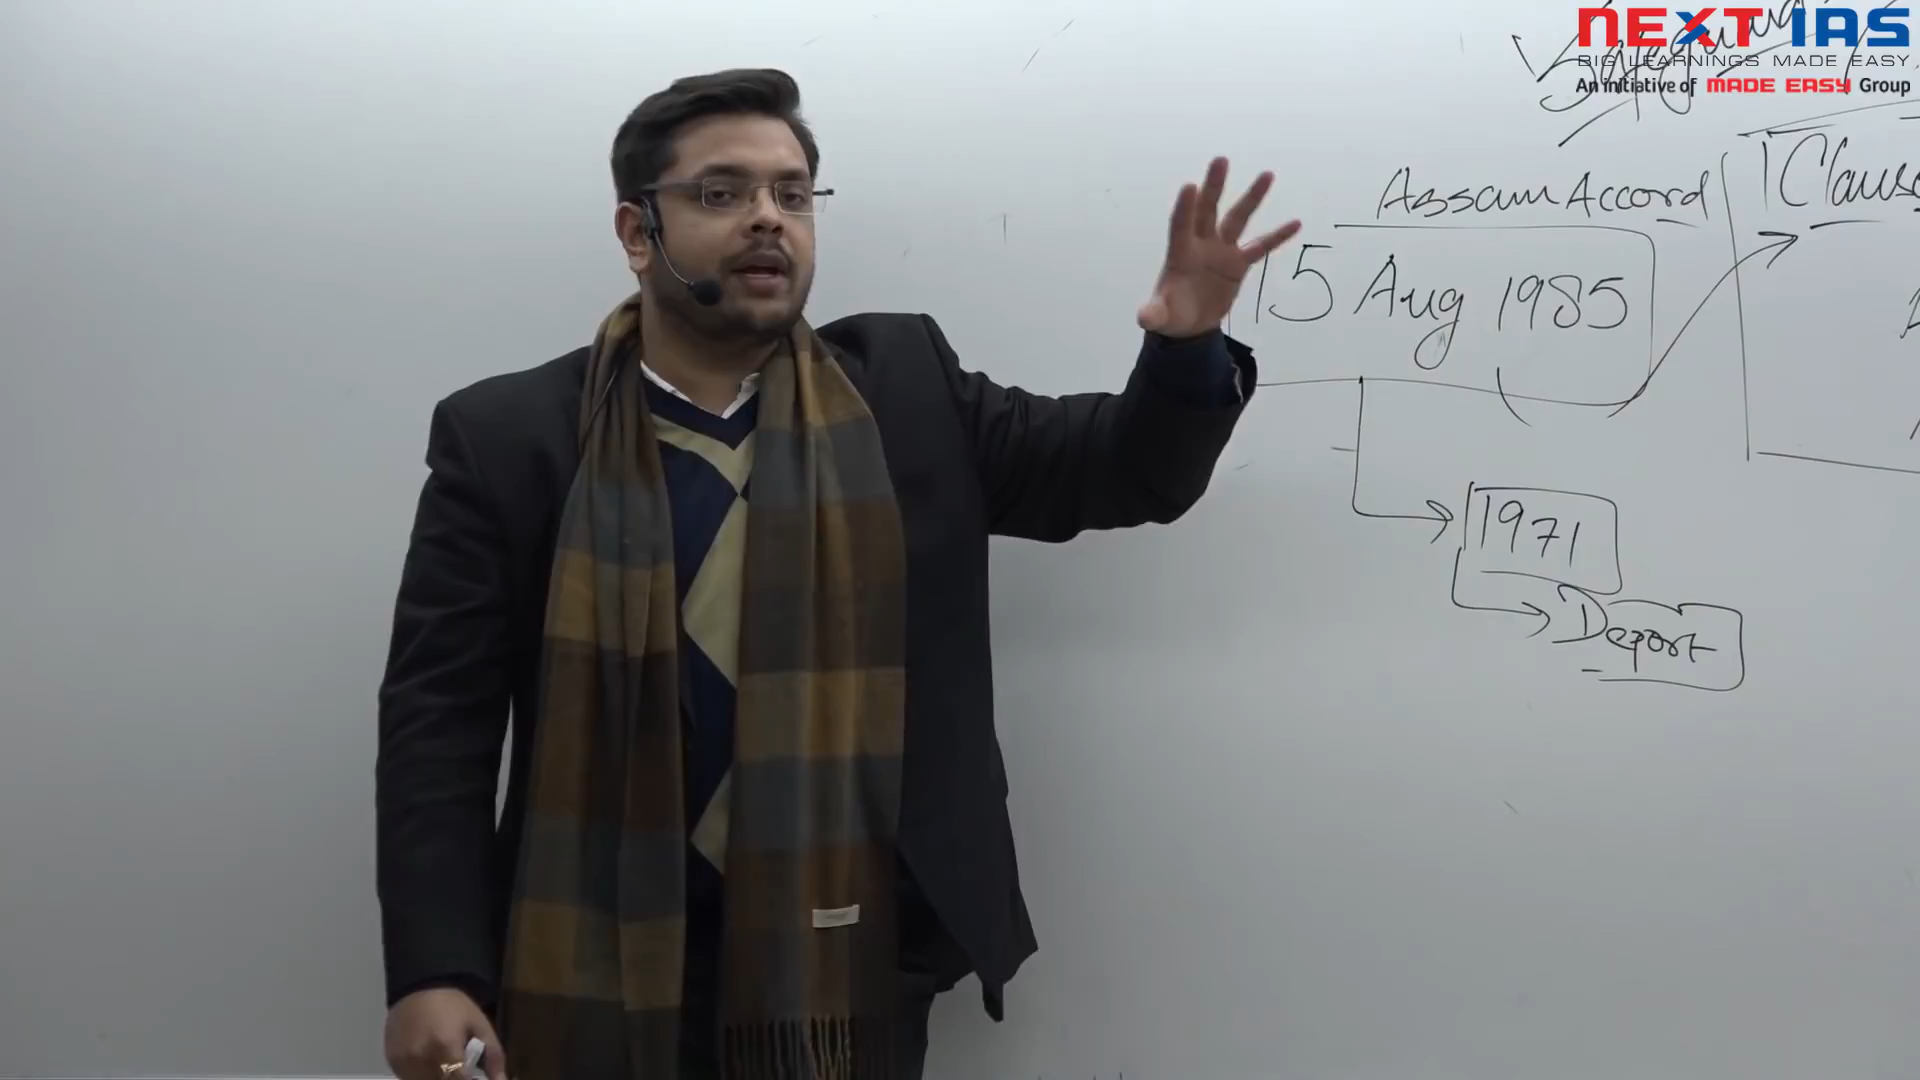 NEXT IAS
BIG LEARNINGS MADE EASY
An initiative of MADE EASY Group
Safeguard
Assam Accord
Clause
15 Aug 1985
1971
Deport